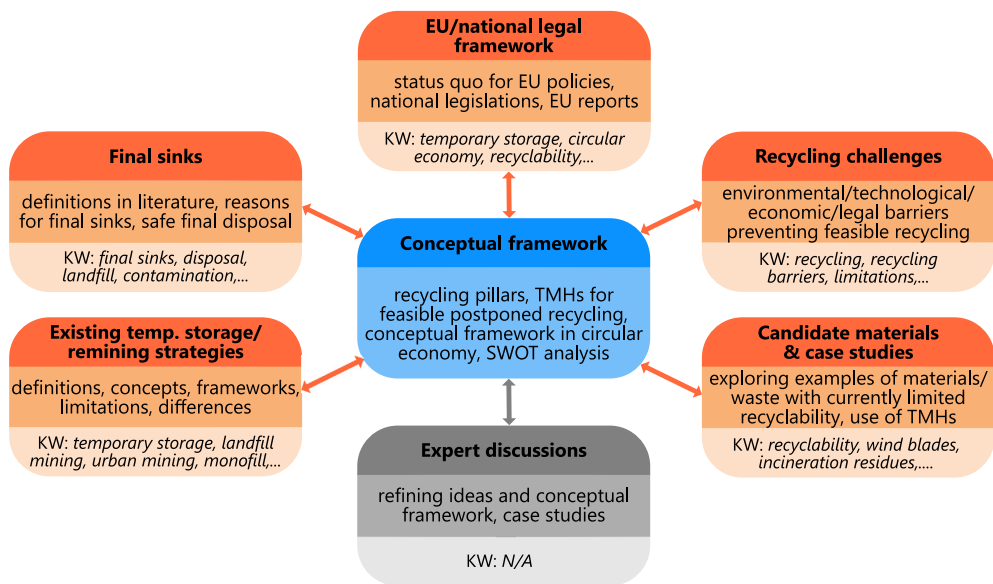 EU/national legal
framework
status quo for EU policies,
national legislations, EU reports
KW: temporary storage, circular
economy, recyclability,...
Final sinks
definitions in literature, reasons
for final sinks, safe final disposal
KW: final sinks, disposal,
landfill, contamination,...
Recycling challenges
environmental/technological/
economic/legal barriers
preventing feasible recycling
KW: recycling, recycling
barriers, limitations,...
Conceptual framework
recycling pillars, TMHs for
feasible postponed recycling,
conceptual framework in circular
economy, SWOT analysis
Existing temp. storage/
remining strategies
definitions, concepts, frameworks,
limitations, differences
KW: temporary storage, landfill
mining, urban mining, monofill,...
Candidate materials
& case studies
exploring examples of materials/
waste with currently limited
recyclability, use of TMHs
KW: recyclability, wind blades,
incineration residues,....
Expert discussions
refining ideas and conceptual
framework, case studies
KW: N/A